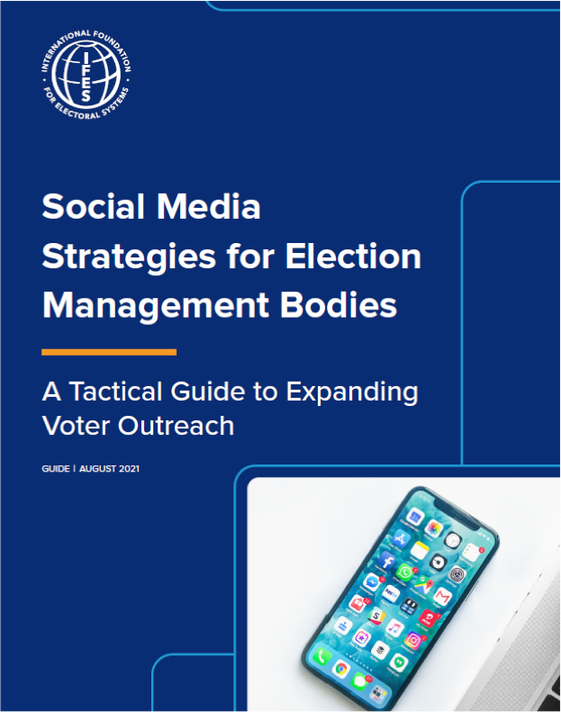 INTERNATIONAL FOUNDATION
IFES
FOR ELECTORAL SYSTEMS
Social Media
Strategies for Election
Management Bodies
A Tactical Guide to Expanding
Voter Outreach
GUIDE | AUGUST 2021